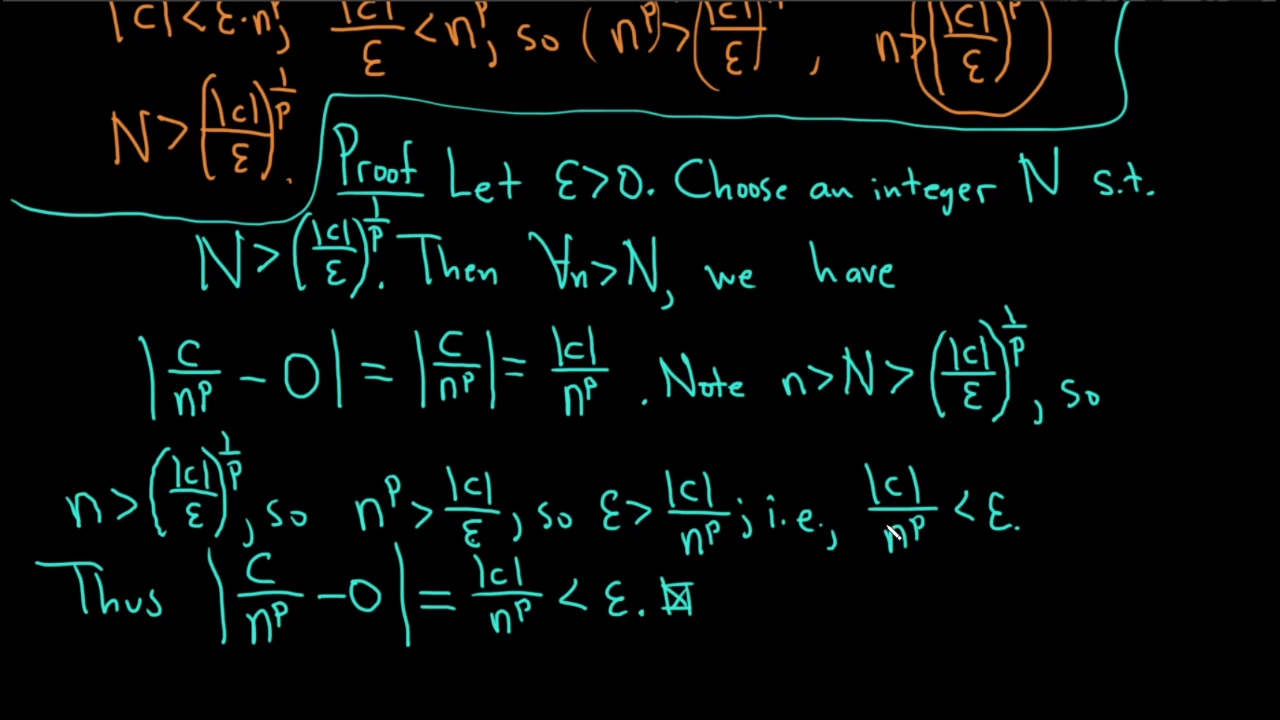 |c| < ε·n^p, |c|/ε < n^p, so (n^p) > (|c|/ε) , n > (|c|/ε)^p
N > (|c|/ε)^(1/p).
Proof Let ε>0. Choose an integer N s.t.
N > (|c|/ε)^(1/p). Then ∀n>N, we have
|c/n^p - 0| = |c/n^p| = |c|/n^p. Note n>N>(|c|/ε)^(1/p), so
n > (|c|/ε)^(1/p), so n^p > |c|/ε, so ε > |c|/n^p; i.e., |c|/n^p < ε.
Thus |c/n^p - 0| = |c|/n^p < ε. ⊠